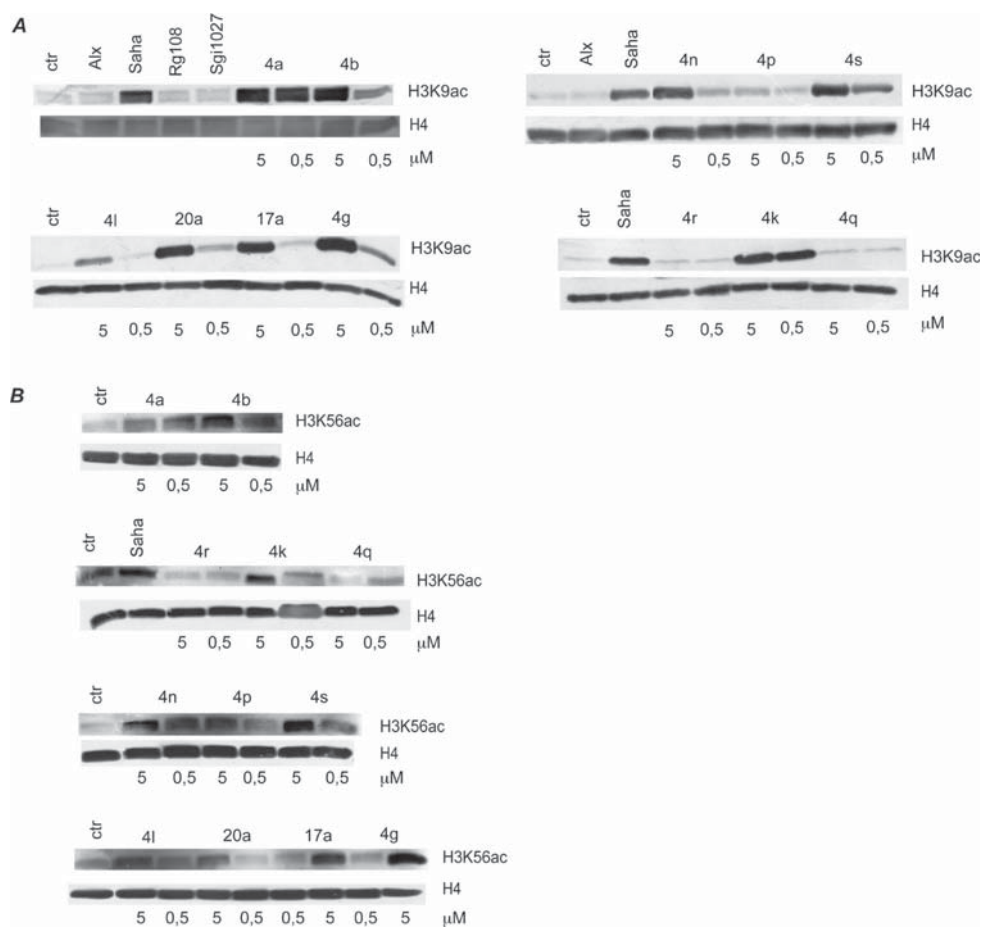 A
ctr Alx Saha Rg108 Sgi1027 4a 4b
H3K9ac
H4
5 0,5 5 0,5 μM
ctr Alx Saha 4n 4p 4s
H3K9ac
H4
5 0,5 5 0,5 5 0,5 μM
ctr 4l 20a 17a 4g
H3K9ac
H4
5 0,5 5 0,5 5 0,5 5 0,5 μM
ctr Saha 4r 4k 4q
H3K9ac
H4
5 0,5 5 0,5 5 0,5 μM
B
ctr 4a 4b
H3K56ac
H4
5 0,5 5 0,5 μM
ctr Saha 4r 4k 4q
H3K56ac
H4
5 0,5 5 0,5 5 0,5 μM
ctr 4n 4p 4s
H3K56ac
H4
5 0,5 5 0,5 5 0,5 μM
ctr 4l 20a 17a 4g
H3K56ac
H4
5 0,5 5 0,5 0,5 5 0,5 5 μM